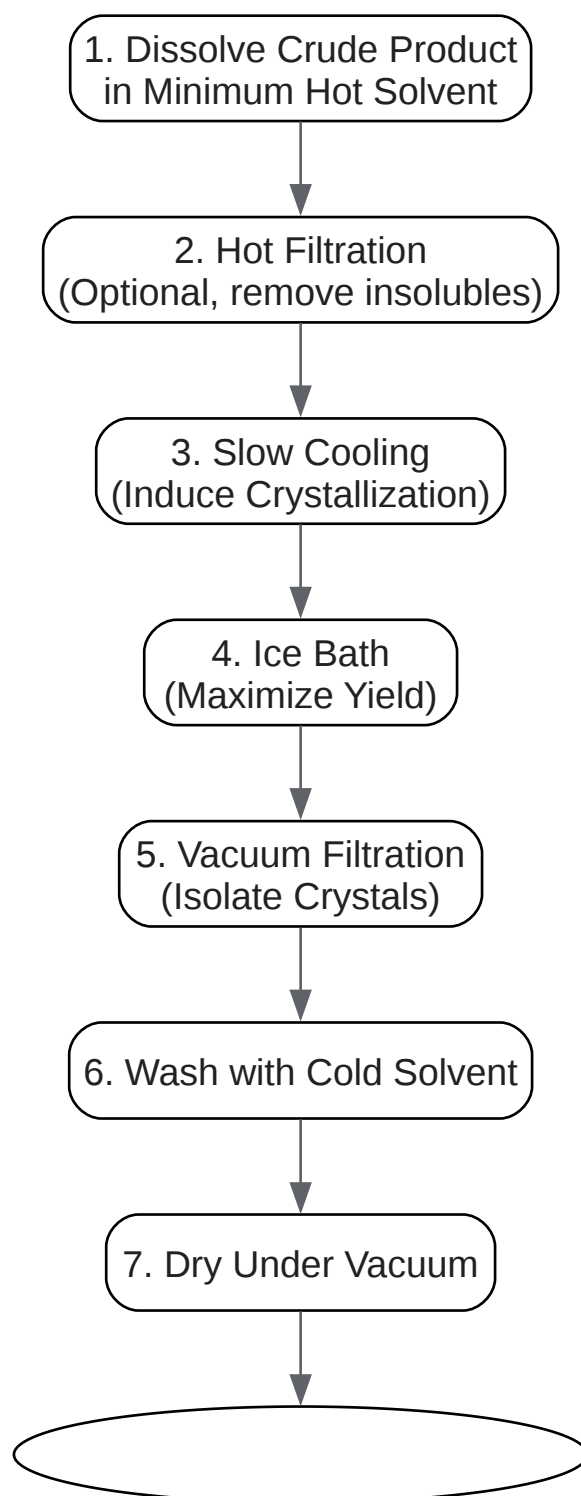 1. Dissolve Crude Product
in Minimum Hot Solvent
2. Hot Filtration
(Optional, remove insolubles)
3. Slow Cooling
(Induce Crystallization)
4. Ice Bath
(Maximize Yield)
5. Vacuum Filtration
(Isolate Crystals)
6. Wash with Cold Solvent
7. Dry Under Vacuum